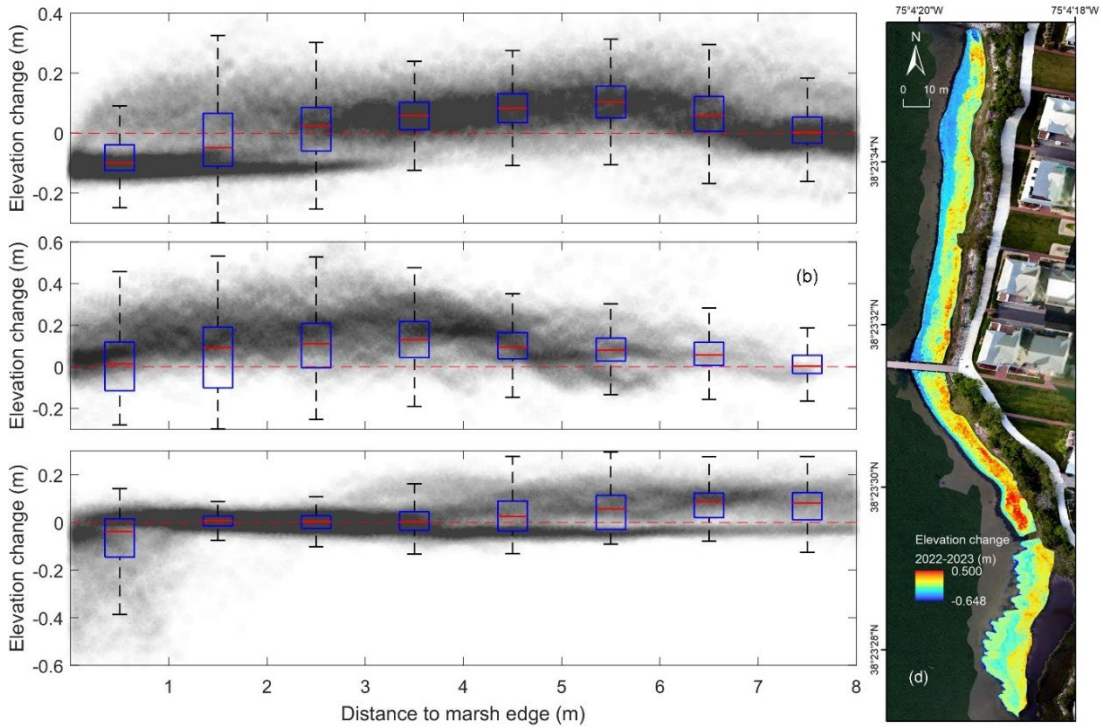 0.4
0.2
0
-0.2
Elevation change (m)
0.6
0.4
0.2
0
-0.2
Elevation change (m)
(b)
0.2
0
-0.2
-0.4
-0.6
Elevation change (m)
1 2 3 4 5 6 7 8
Distance to marsh edge (m)
75°4'20"W 75°4'18"W
N
0 10 m
38°23'34"N
38°23'32"N
38°23'30"N
38°23'28"N
Elevation change
2022-2023 (m)
0.500
-0.648
(d)